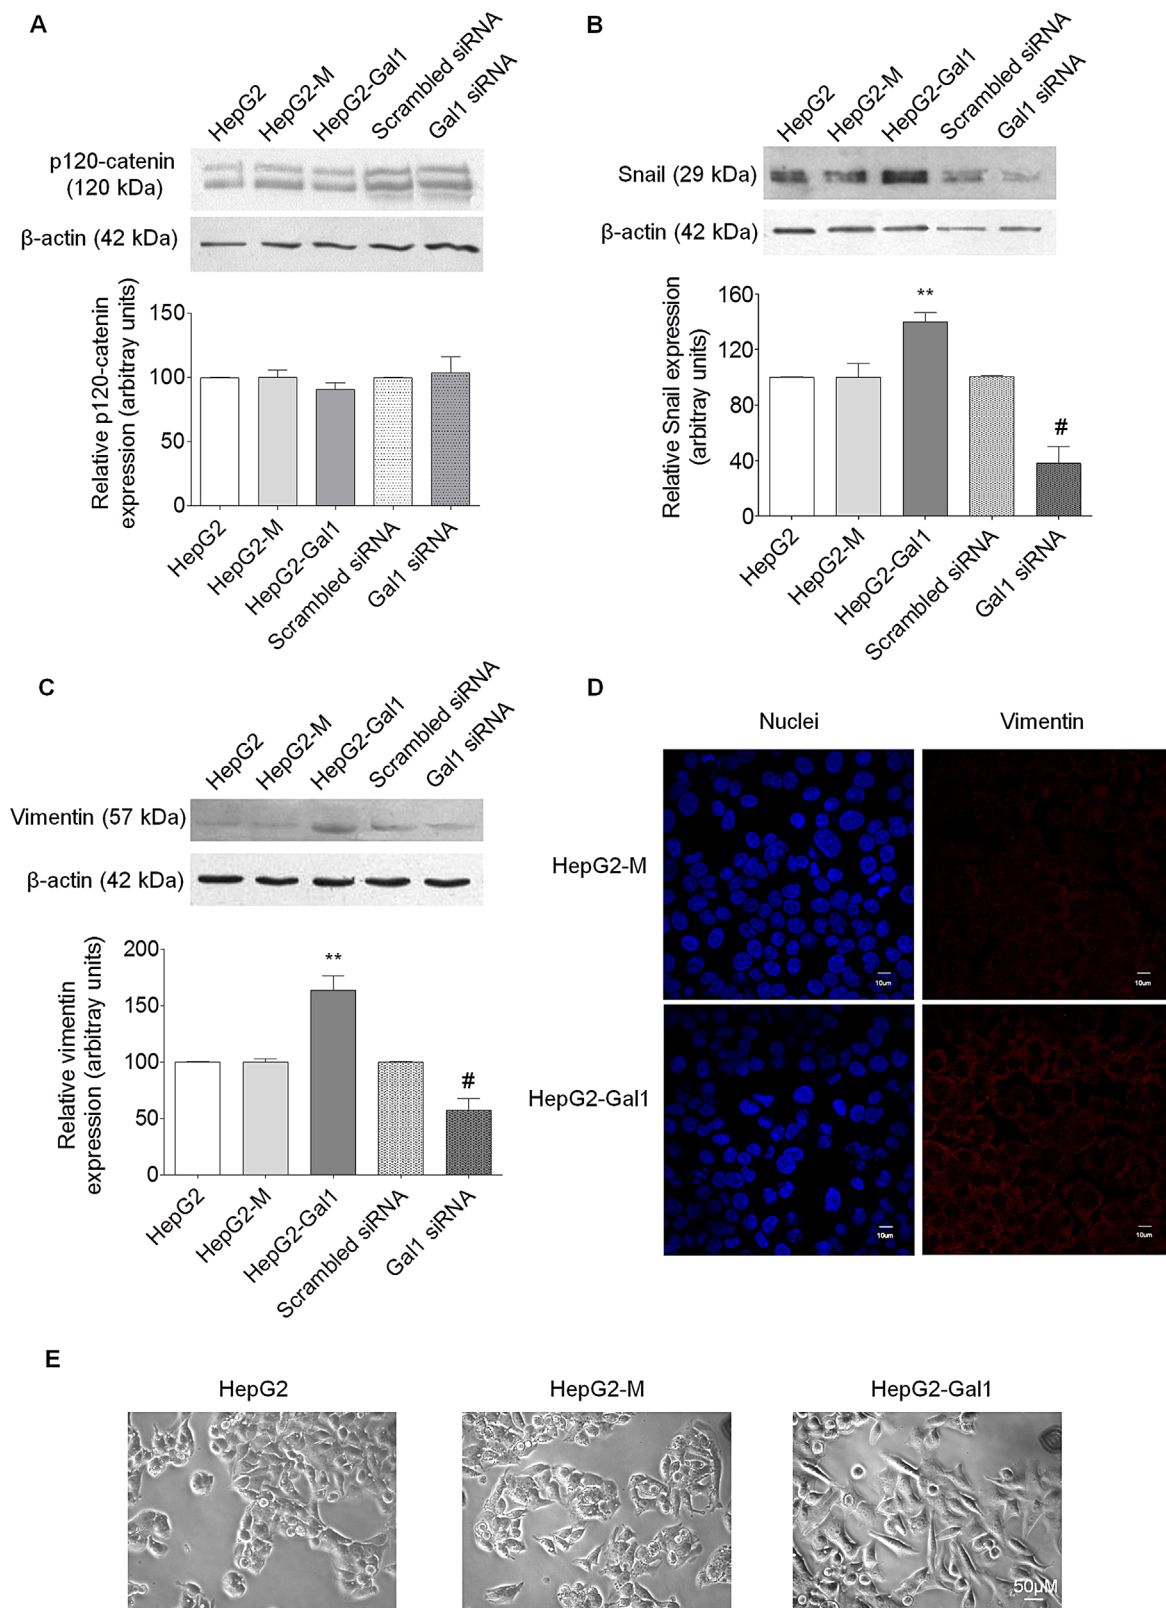 A
HepG2
HepG2-M
HepG2-Gal1
Scrambled siRNA
Gal1 siRNA
p120-catenin
(120 kDa)
β-actin (42 kDa)
Relative p120-catenin
expression (arbitray units)
150
100
50
0
HepG2
HepG2-M
HepG2-Gal1
Scrambled siRNA
Gal1 siRNA
B
HepG2
HepG2-M
HepG2-Gal1
Scrambled siRNA
Gal1 siRNA
Snail (29 kDa)
β-actin (42 kDa)
Relative Snail expression
(arbitray units)
160
120
80
40
0
**
#
HepG2
HepG2-M
HepG2-Gal1
Scrambled siRNA
Gal1 siRNA
C
HepG2
HepG2-M
HepG2-Gal1
Scrambled siRNA
Gal1 siRNA
Vimentin (57 kDa)
β-actin (42 kDa)
Relative vimentin
expression (arbitray units)
200
150
100
50
0
**
#
HepG2
HepG2-M
HepG2-Gal1
Scrambled siRNA
Gal1 siRNA
D
Nuclei
Vimentin
HepG2-M
10um
10um
HepG2-Gal1
10um
10um
E
HepG2
HepG2-M
HepG2-Gal1
50µM